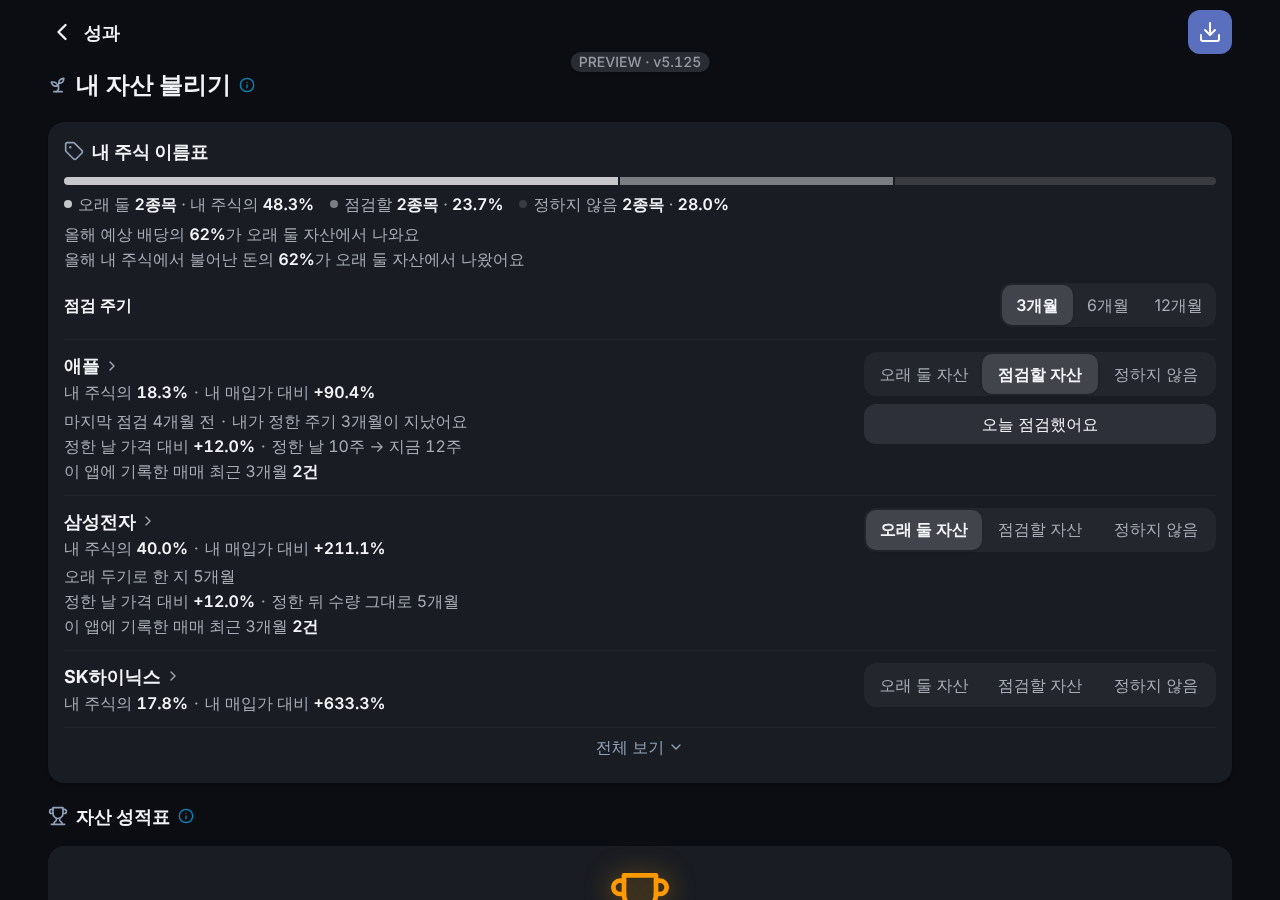 성과
PREVIEW · v5.125
내 자산 불리기
내 주식 이름표
오래 둘 2종목 · 내 주식의 48.3% 점검할 2종목 · 23.7% 정하지 않음 2종목 · 28.0%
올해 예상 배당의 62%가 오래 둘 자산에서 나와요
올해 내 주식에서 불어난 돈의 62%가 오래 둘 자산에서 나왔어요
점검 주기 3개월 6개월 12개월
애플 오래 둘 자산 점검할 자산 정하지 않음
내 주식의 18.3% · 내 매입가 대비 +90.4%
마지막 점검 4개월 전 · 내가 정한 주기 3개월이 지났어요 오늘 점검했어요
정한 날 가격 대비 +12.0% · 정한 날 10주 → 지금 12주
이 앱에 기록한 매매 최근 3개월 2건
삼성전자 오래 둘 자산 점검할 자산 정하지 않음
내 주식의 40.0% · 내 매입가 대비 +211.1%
오래 두기로 한 지 5개월
정한 날 가격 대비 +12.0% · 정한 뒤 수량 그대로 5개월
이 앱에 기록한 매매 최근 3개월 2건
SK하이닉스 오래 둘 자산 점검할 자산 정하지 않음
내 주식의 17.8% · 내 매입가 대비 +633.3%
전체 보기
자산 성적표